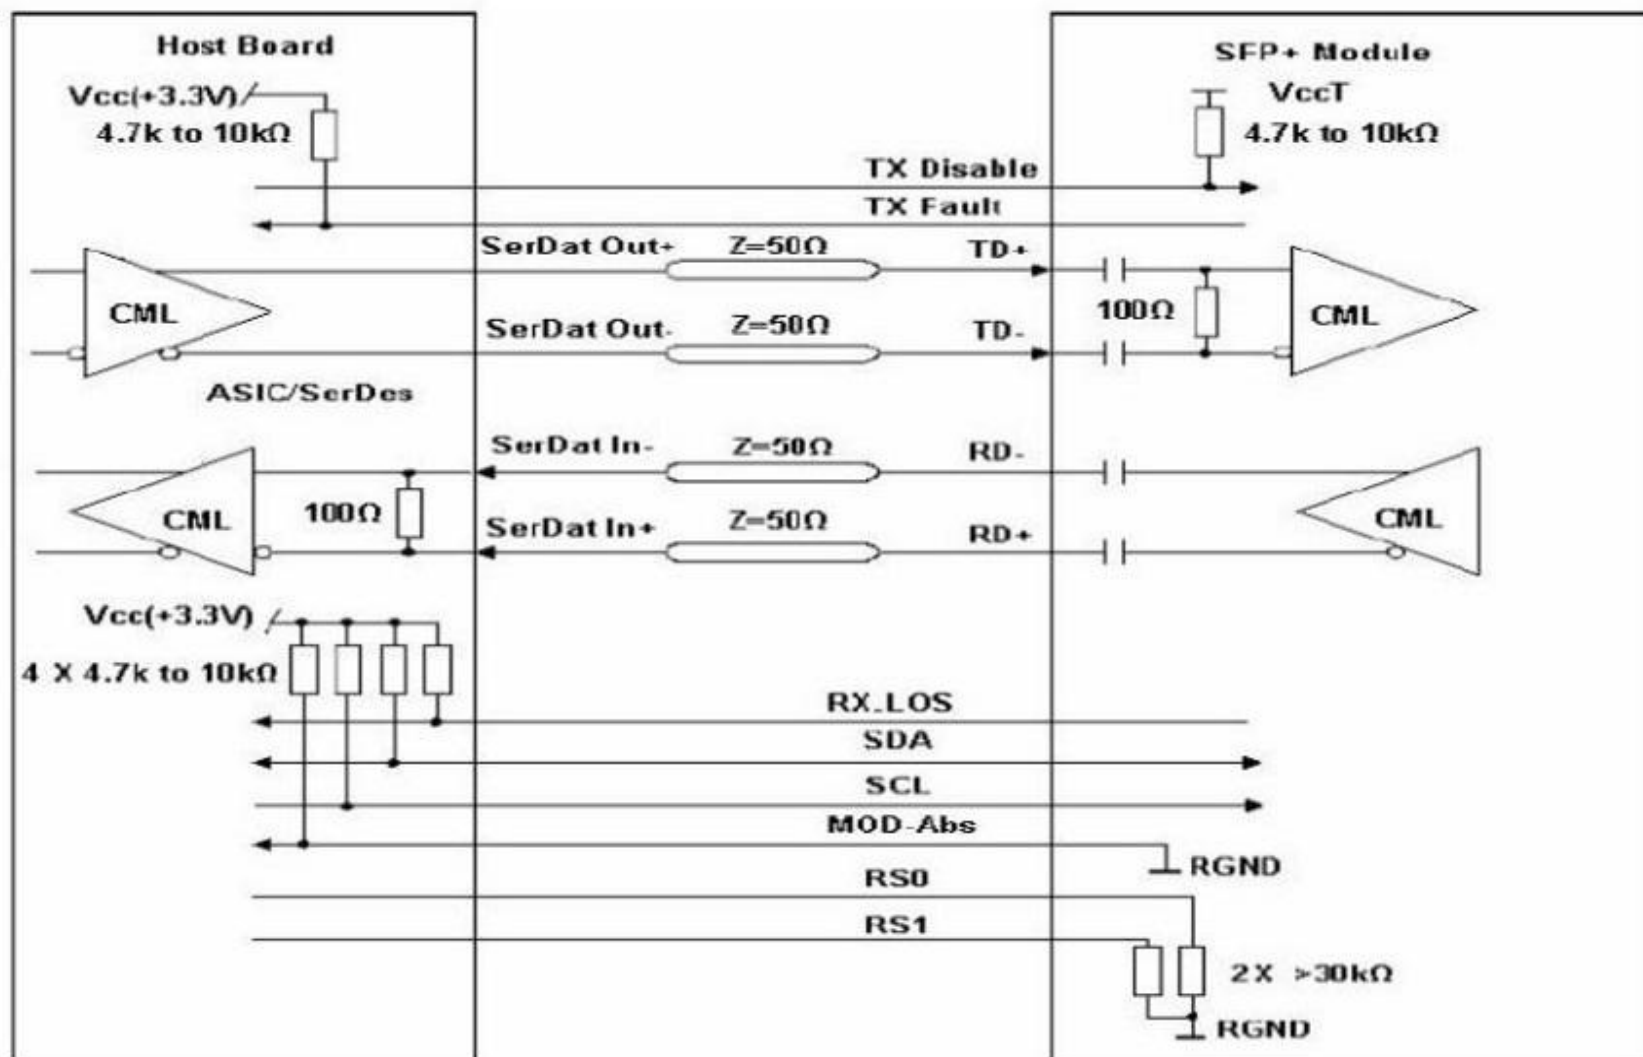 Host Board
SFP+ Module
Vcc(+3.3V)
VccT
4.7k to 10kΩ
4.7k to 10kΩ
TX Disable
TX Fault
SerDat Out+
Z=50Ω
TD+
CML
100Ω
CML
SerDat Out-
Z=50Ω
TD-
ASIC/SerDes
SerDat In-
Z=50Ω
RD-
CML
100Ω
CML
SerDat In+
Z=50Ω
RD+
Vcc(+3.3V)
4 X 4.7k to 10kΩ
RX_LOS
SDA
SCL
MOD-Abs
RGND
RS0
RS1
2X >30kΩ
RGND